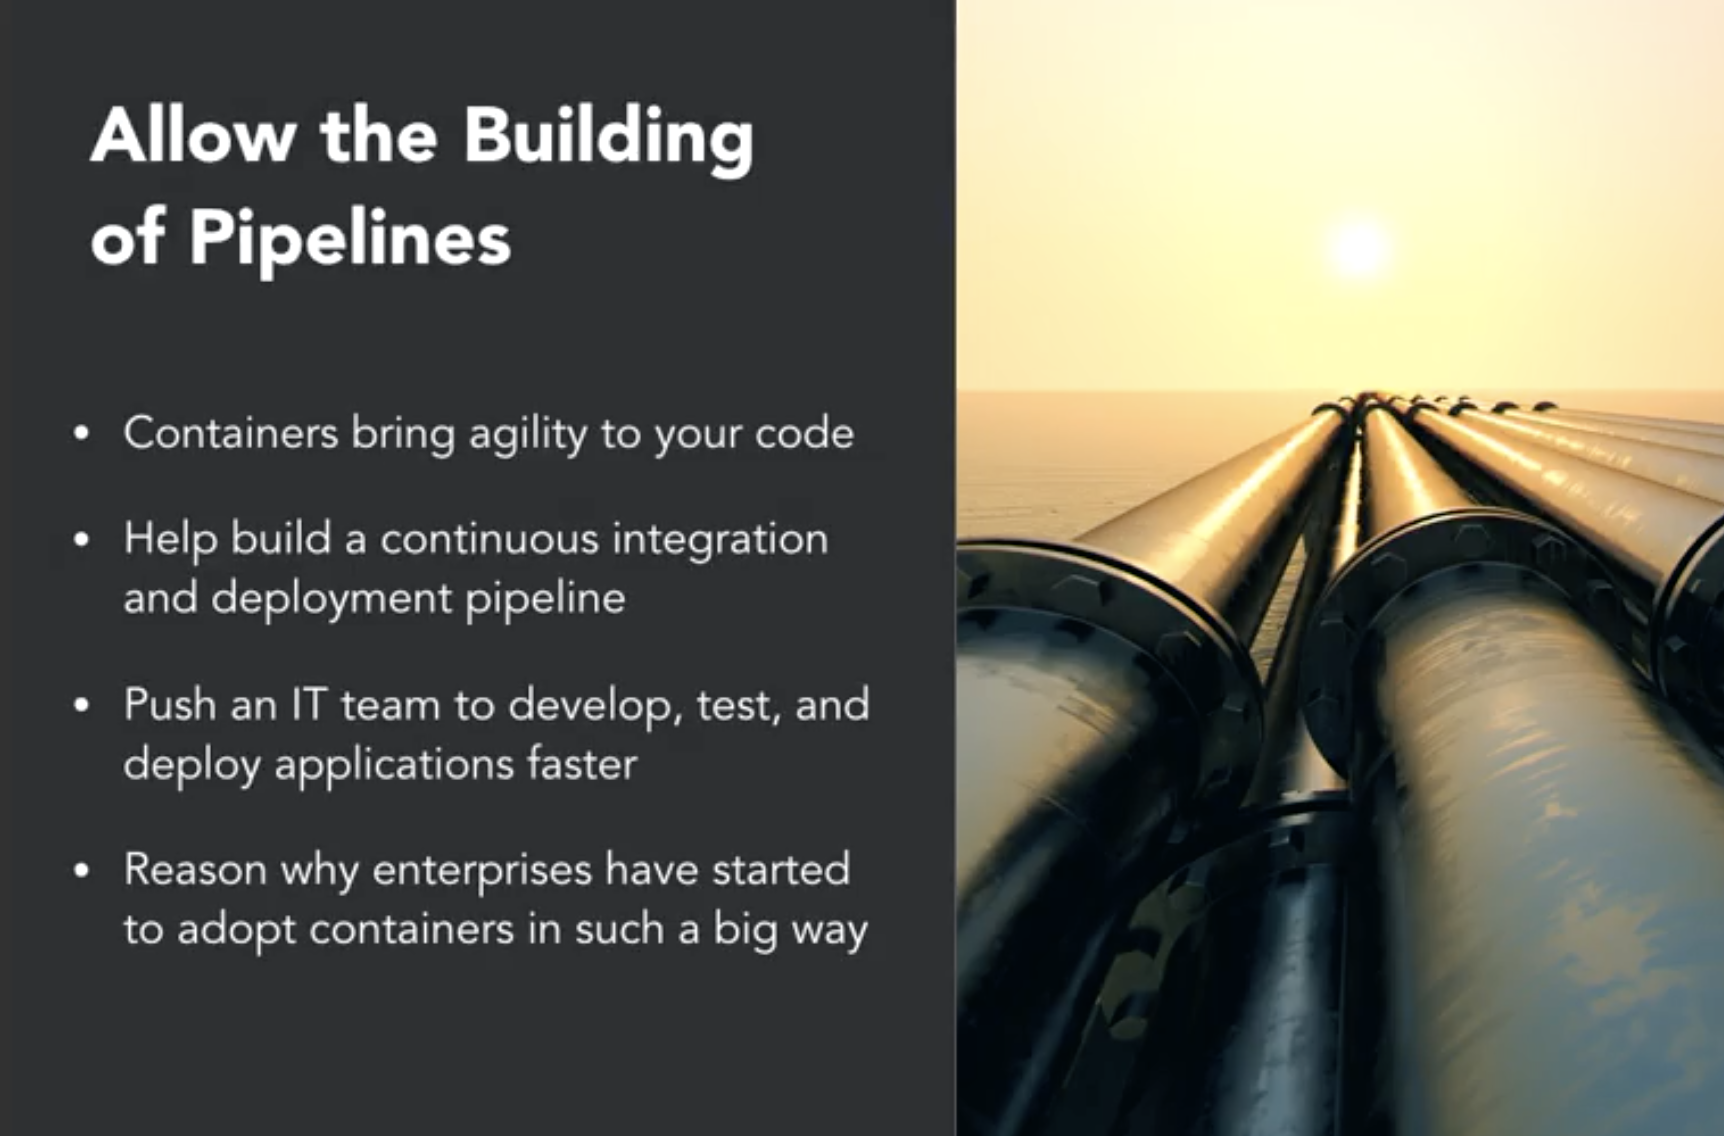 Allow the Building
of Pipelines
• Containers bring agility to your code
• Help build a continuous integration
and deployment pipeline
• Push an IT team to develop, test, and
deploy applications faster
• Reason why enterprises have started
to adopt containers in such a big way